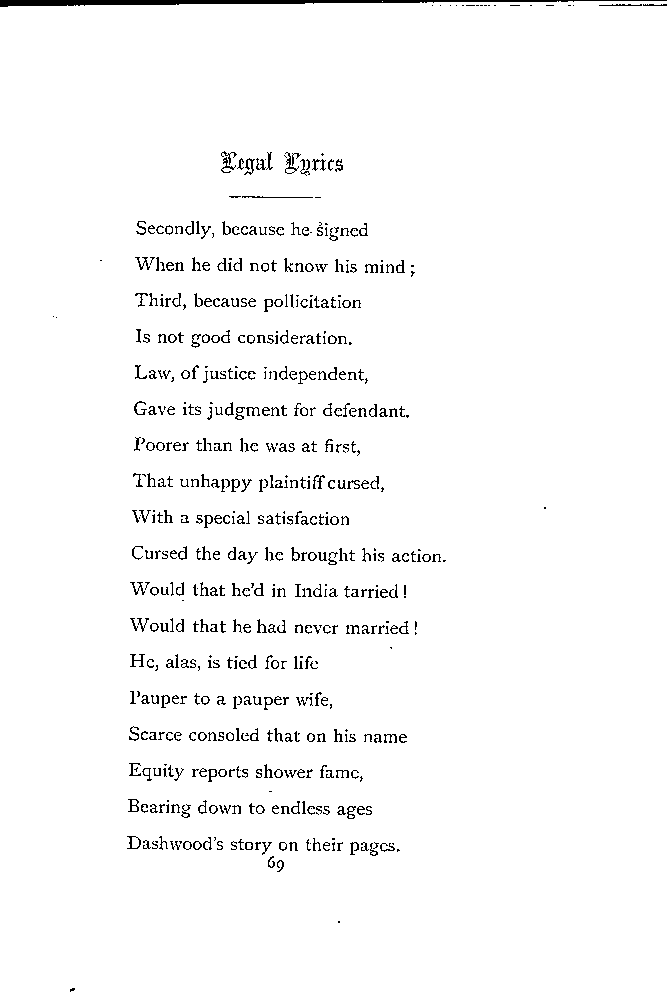 Legal Lyrics
Secondly, because he signed
When he did not know his mind ;
Third, because pollicitation
Is not good consideration.
Law, of justice independent,
Gave its judgment for defendant.
Poorer than he was at first,
That unhappy plaintiff cursed,
With a special satisfaction
Cursed the day he brought his action.
Would that he'd in India tarried !
Would that he had never married !
He, alas, is tied for life
Pauper to a pauper wife,
Scarce consoled that on his name
Equity reports shower fame,
Bearing down to endless ages
Dashwood's story on their pages.
69